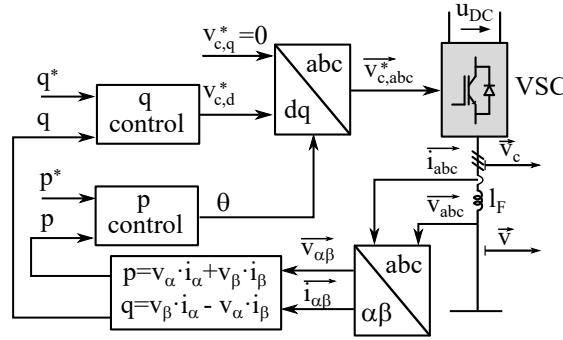 u_DC
v*_c,q=0
abc
dq
v*_c,abc
VSC
q*
q
q
control
v*_c,d
v_c
i_abc
p*
p
p
control
θ
v_abc
l_F
v
v_αβ
i_αβ
abc
αβ
p=v_α·i_α+v_β·i_β
q=v_β·i_α - v_α·i_β